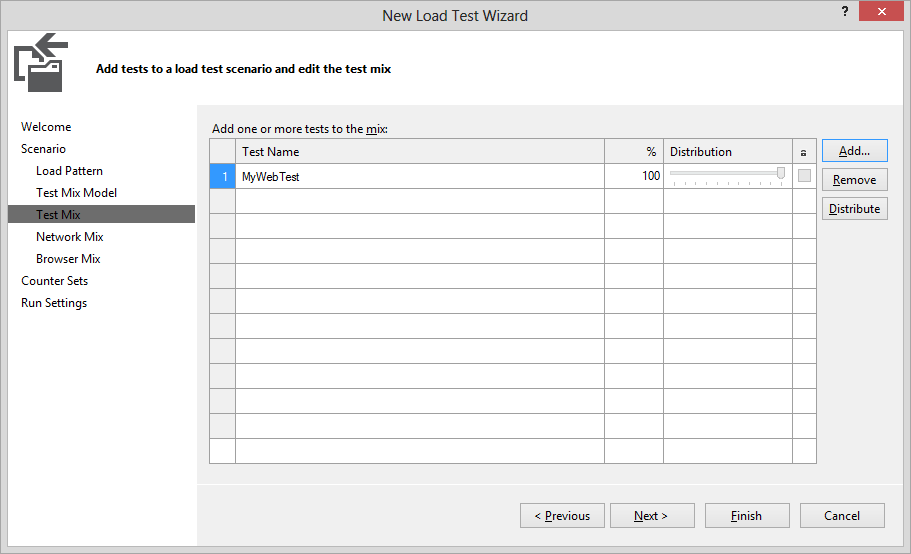 New Load Test Wizard
?
Add tests to a load test scenario and edit the test mix
Welcome
Scenario
Load Pattern
Test Mix Model
Test Mix
Network Mix
Browser Mix
Counter Sets
Run Settings
Add one or more tests to the mix:
Test Name % Distribution
1 MyWebTest 100
Add...
Remove
Distribute
< Previous Next > Finish Cancel